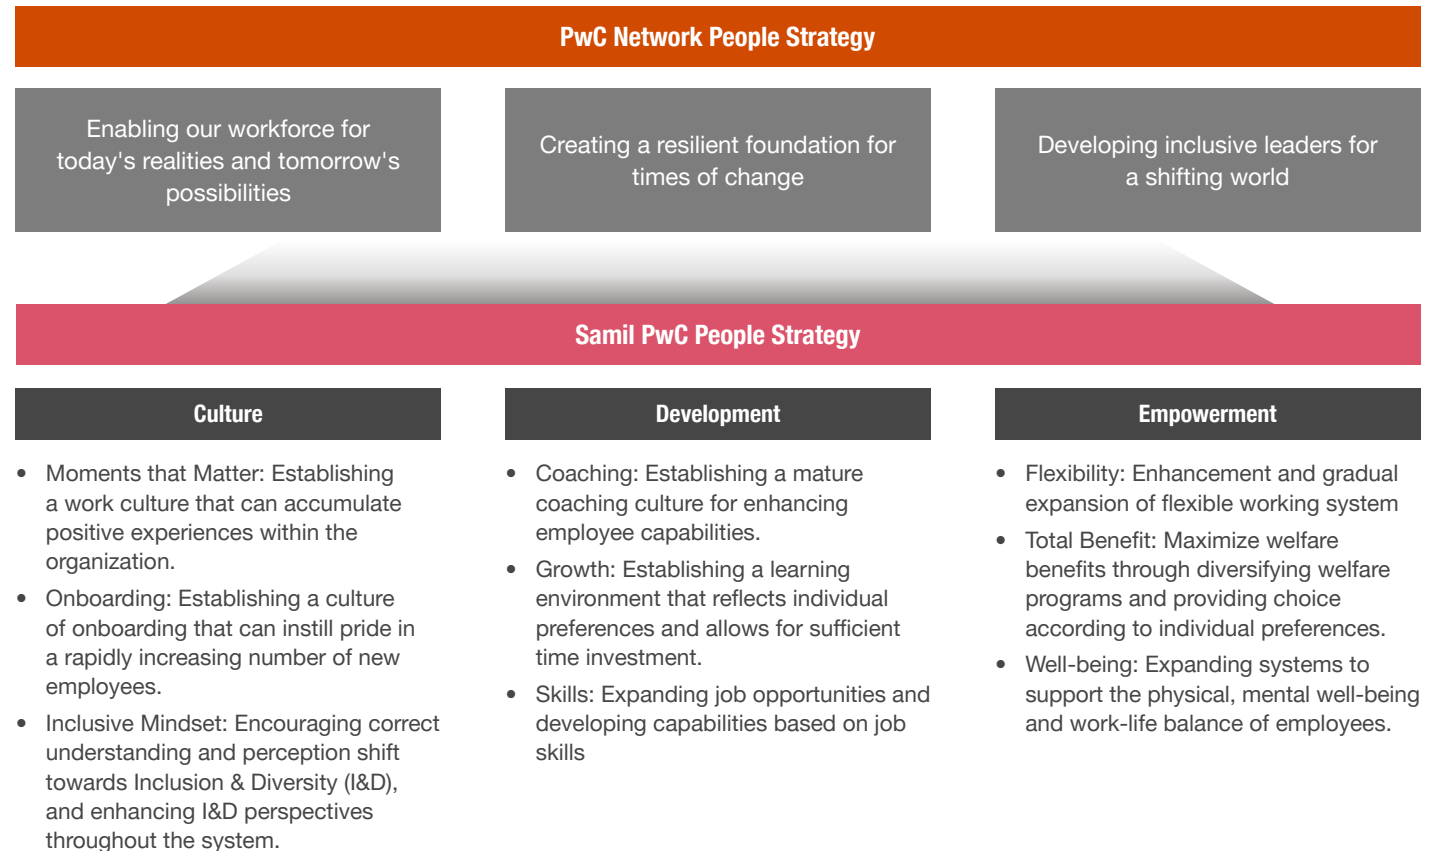 PwC Network People Strategy
Enabling our workforce for
today's realities and tomorrow's
possibilities
Creating a resilient foundation for
times of change
Developing inclusive leaders for
a shifting world
Samil PwC People Strategy
Culture
• Moments that Matter: Establishing
a work culture that can accumulate
positive experiences within the
organization.
• Onboarding: Establishing a culture
of onboarding that can instill pride in
a rapidly increasing number of new
employees.
• Inclusive Mindset: Encouraging correct
understanding and perception shift
towards Inclusion & Diversity (I&D),
and enhancing I&D perspectives
throughout the system.
Development
• Coaching: Establishing a mature
coaching culture for enhancing
employee capabilities.
• Growth: Establishing a learning
environment that reflects individual
preferences and allows for sufficient
time investment.
• Skills: Expanding job opportunities and
developing capabilities based on job
skills
Empowerment
• Flexibility: Enhancement and gradual
expansion of flexible working system
• Total Benefit: Maximize welfare
benefits through diversifying welfare
programs and providing choice
according to individual preferences.
• Well-being: Expanding systems to
support the physical, mental well-being
and work-life balance of employees.